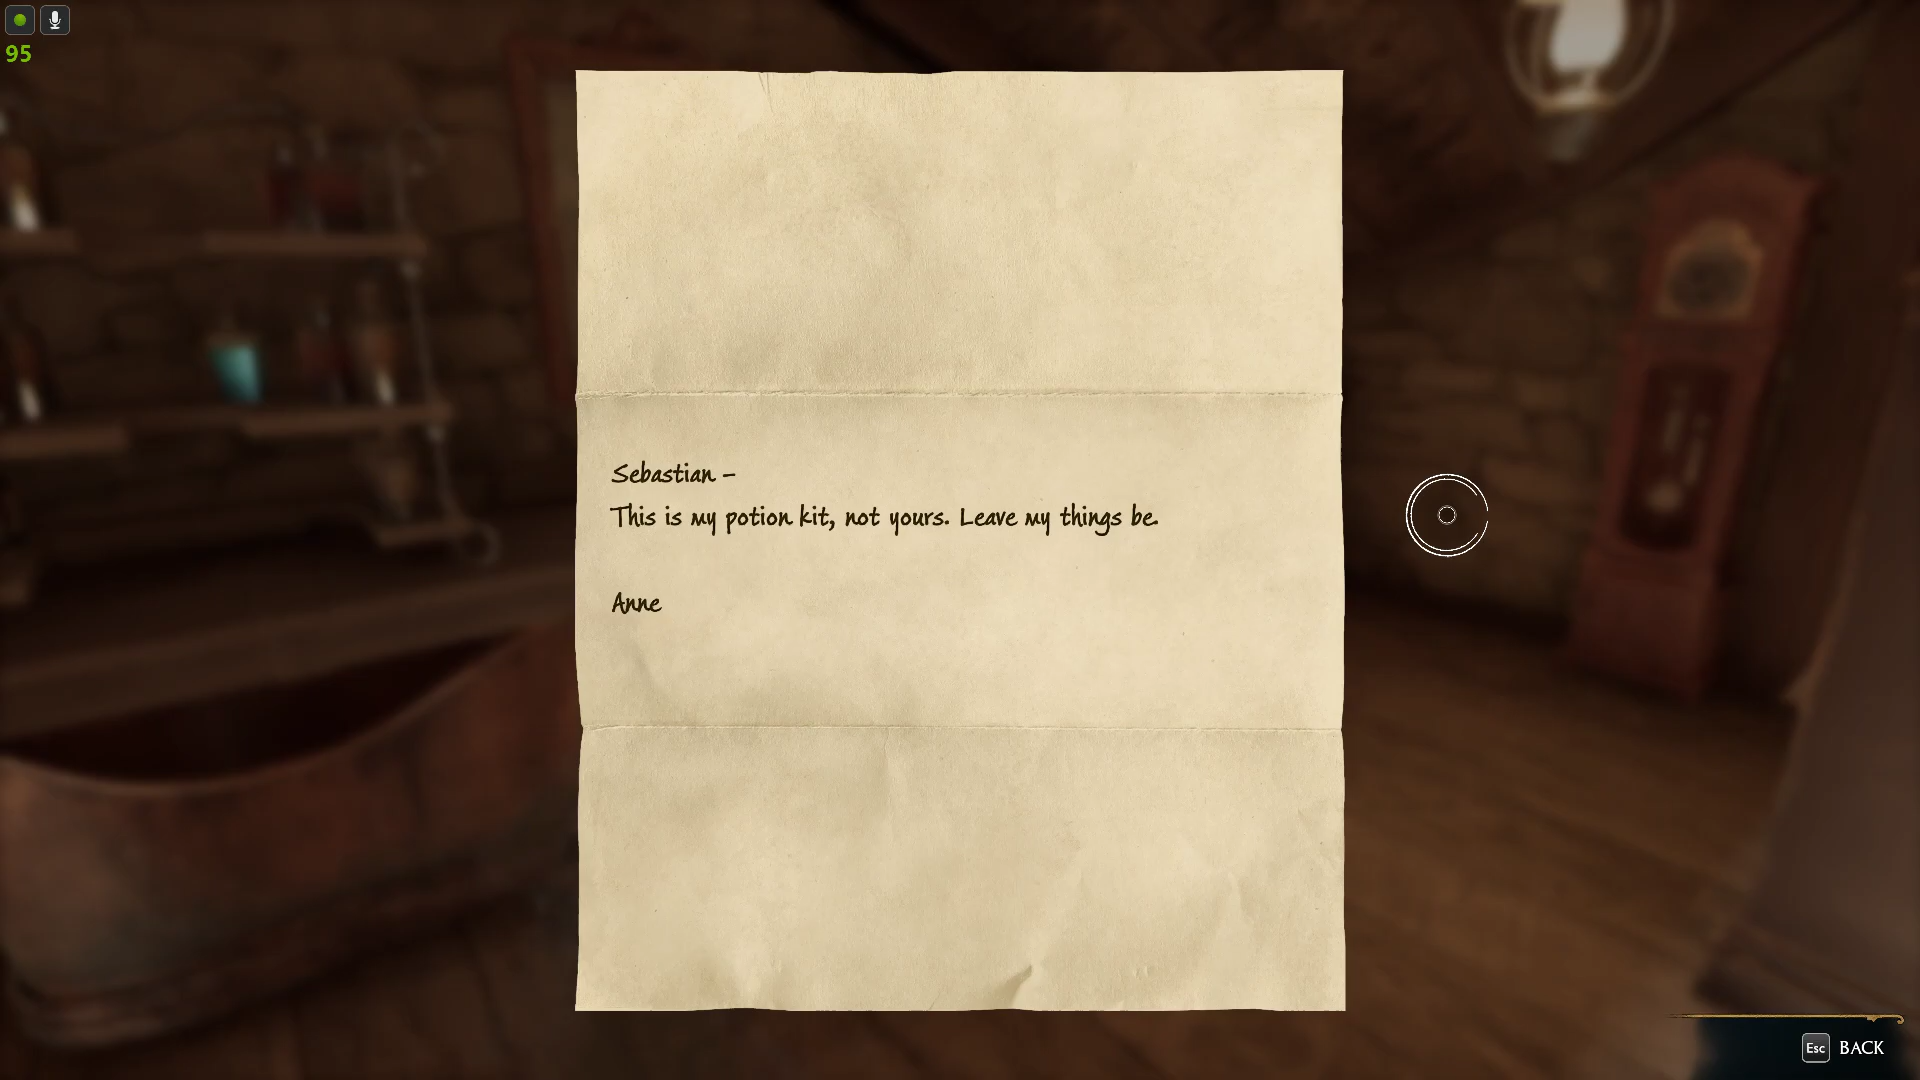 95
Sebastian –
This is my potion kit, not yours. Leave my things be.
Anne
Esc BACK